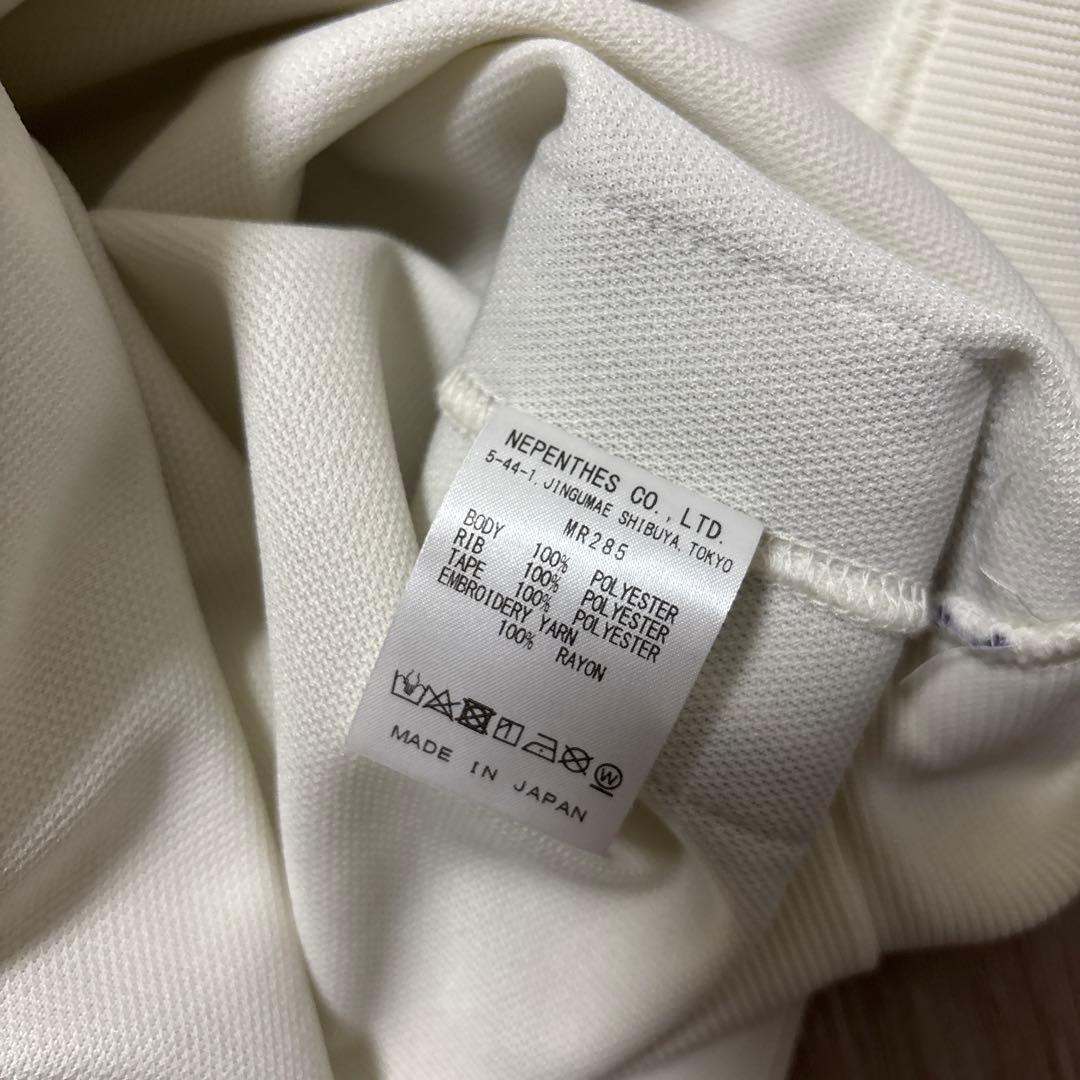 NEPENTHES CO., LTD.
5-44-1, JINGUMAE SHIBUYA, TOKYO
MR285
BODY 100% POLYESTER
RIB 100% POLYESTER
TAPE 100% POLYESTER
EMBROIDERY YARN
100% RAYON
W
MADE IN JAPAN